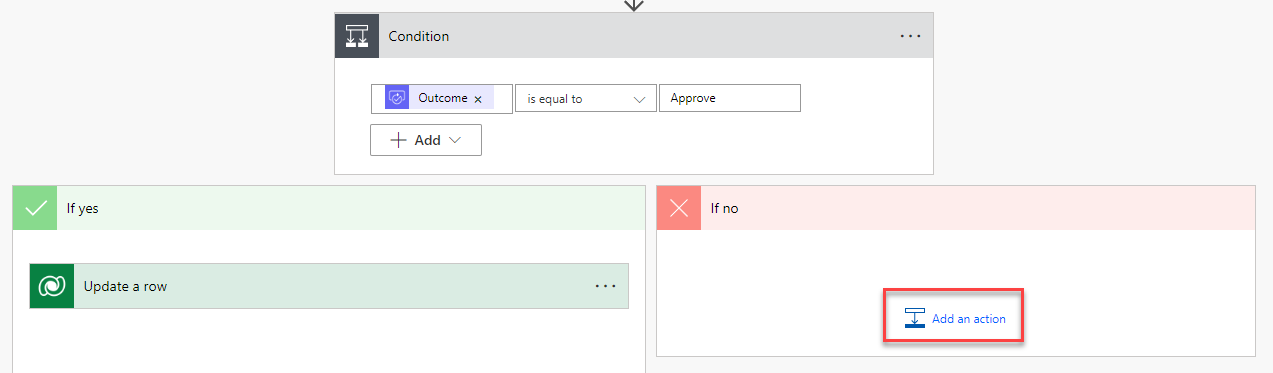 Condition
Outcome × is equal to Approve
Add
If yes
If no
Update a row
Add an action